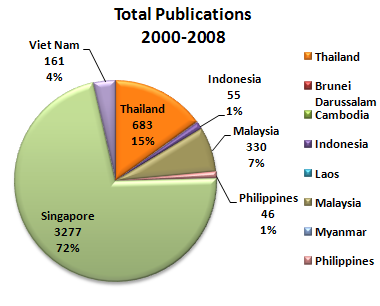 Total Publications
2000-2008
Viet Nam
161
4%
Thailand
683
15%
Indonesia
55
1%
Malaysia
330
7%
Philippines
46
1%
Singapore
3277
72%
Thailand
Brunei
Darussalam
Cambodia
Indonesia
Laos
Malaysia
Myanmar
Philippines